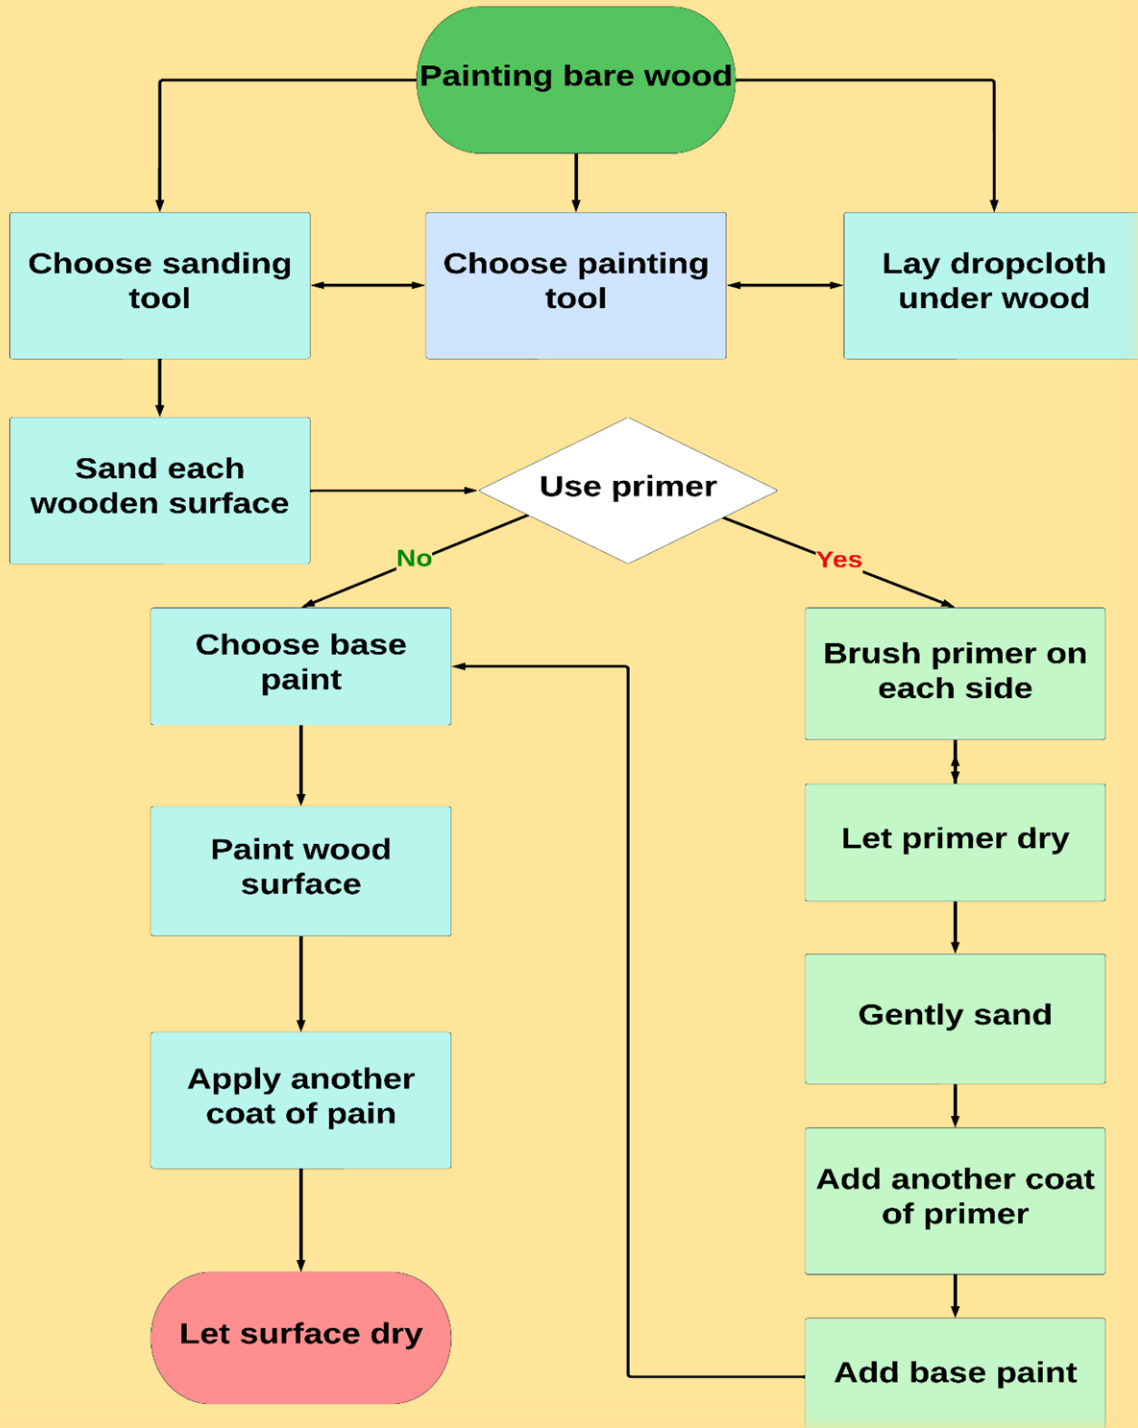 Painting bare wood
Choose sanding
tool
Choose painting
tool
Lay dropcloth
under wood
Sand each
wooden surface
Use primer
No
Yes
Choose base
paint
Brush primer on
each side
Paint wood
surface
Let primer dry
Gently sand
Apply another
coat of pain
Add another coat
of primer
Let surface dry
Add base paint